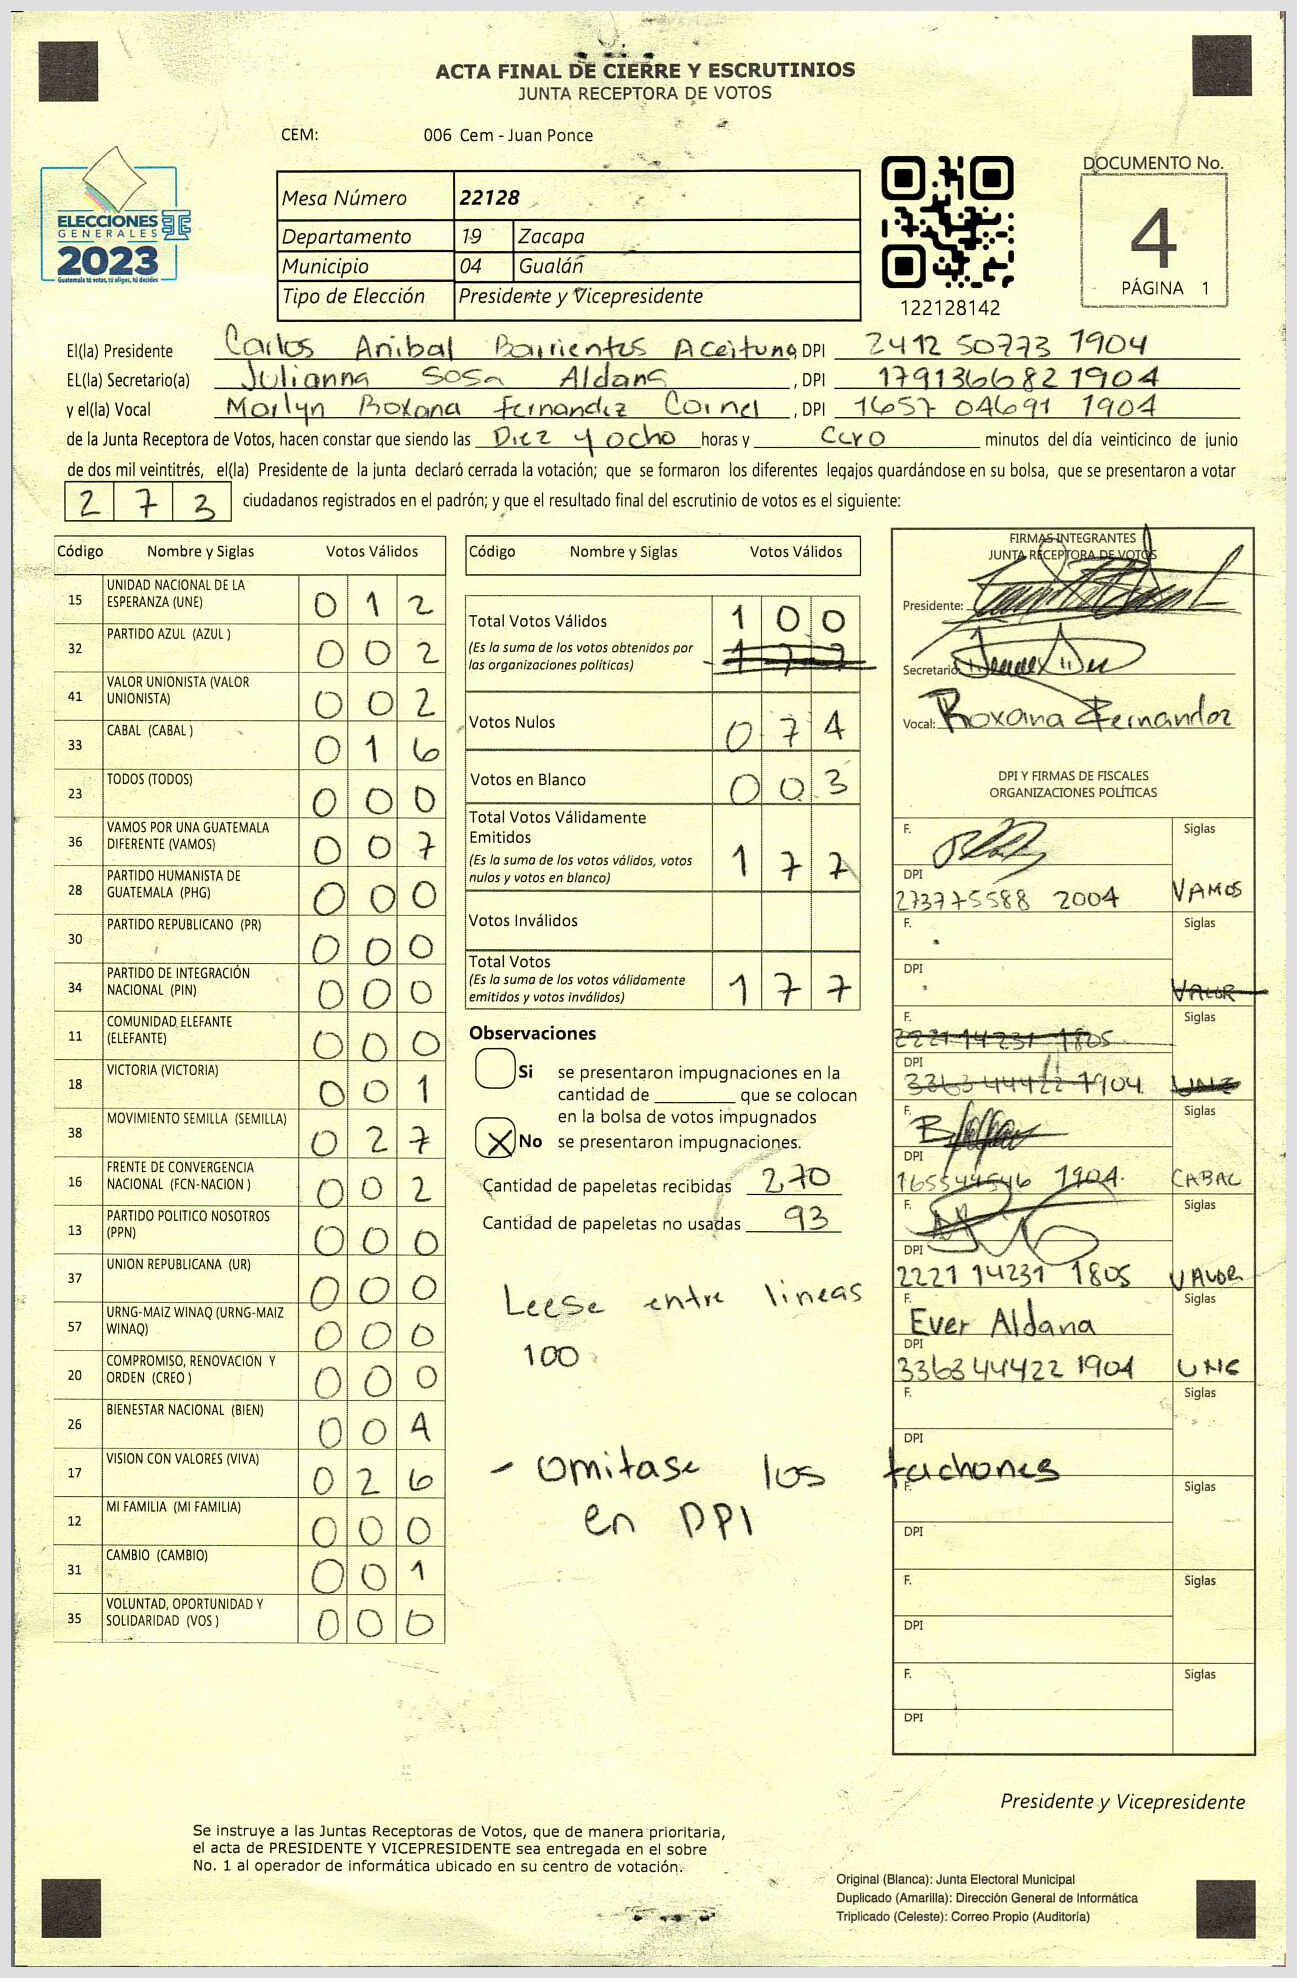 ACTA FINAL DE CIERRE Y ESCRUTINIOS
JUNTA RECEPTORA DE VOTOS
CEM: 006 Cem - Juan Ponce
ELECCIONES
GENERALES
2023
Guatemala tú votas, tú eliges, tú decides
Mesa Número 22128
Departamento 19 Zacapa
Municipio 04 Gualán
Tipo de Elección Presidente y Vicepresidente
122128142
DOCUMENTO No.
4
PÁGINA 1
El(la) Presidente Carlos Anibal Barrientos Aceituna DPI 2412 50773 1904
EL(la) Secretario(a) Julianna Sosa Aldana , DPI 179136682 1904
y el(la) Vocal Marlyn Roxana Fernandez Cornel , DPI 1657 04691 1904
de la Junta Receptora de Votos, hacen constar que siendo las Diez y ocho horas y Cero minutos del día veinticinco de junio
de dos mil veintitrés, el(la) Presidente de la junta declaró cerrada la votación; que se formaron los diferentes legajos guardándose en su bolsa, que se presentaron a votar
2 7 3 ciudadanos registrados en el padrón; y que el resultado final del escrutinio de votos es el siguiente:
Código Nombre y Siglas Votos Válidos
15 UNIDAD NACIONAL DE LA ESPERANZA (UNE) 0 1 2
32 PARTIDO AZUL (AZUL ) 0 0 2
41 VALOR UNIONISTA (VALOR UNIONISTA) 0 0 2
33 CABAL (CABAL ) 0 1 6
23 TODOS (TODOS) 0 0 0
36 VAMOS POR UNA GUATEMALA DIFERENTE (VAMOS) 0 0 7
28 PARTIDO HUMANISTA DE GUATEMALA (PHG) 0 0 0
30 PARTIDO REPUBLICANO (PR) 0 0 0
34 PARTIDO DE INTEGRACIÓN NACIONAL (PIN) 0 0 0
11 COMUNIDAD ELEFANTE (ELEFANTE) 0 0 0
18 VICTORIA (VICTORIA) 0 0 1
38 MOVIMIENTO SEMILLA (SEMILLA) 0 2 7
16 FRENTE DE CONVERGENCIA NACIONAL (FCN-NACION ) 0 0 2
13 PARTIDO POLITICO NOSOTROS (PPN) 0 0 0
37 UNION REPUBLICANA (UR) 0 0 0
57 URNG-MAIZ WINAQ (URNG-MAIZ WINAQ) 0 0 0
20 COMPROMISO, RENOVACION Y ORDEN (CREO ) 0 0 0
26 BIENESTAR NACIONAL (BIEN) 0 0 4
17 VISION CON VALORES (VIVA) 0 2 6
12 MI FAMILIA (MI FAMILIA) 0 0 0
31 CAMBIO (CAMBIO) 0 0 1
35 VOLUNTAD, OPORTUNIDAD Y SOLIDARIDAD (VOS ) 0 0 0
Código Nombre y Siglas Votos Válidos
Total Votos Válidos 1 0 0
(Es la suma de los votos obtenidos por
las organizaciones políticas) 1 7 7
Votos Nulos 0 7 4
Votos en Blanco 0 0 3
Total Votos Válidamente
Emitidos
(Es la suma de los votos válidos, votos
nulos y votos en blanco) 1 7 7
Votos Inválidos
Total Votos
(Es la suma de los votos válidamente
emitidos y votos inválidos) 1 7 7
Observaciones
Si se presentaron impugnaciones en la
cantidad de ________ que se colocan
en la bolsa de votos impugnados
X No se presentaron impugnaciones.
Cantidad de papeletas recibidas 270
Cantidad de papeletas no usadas 93
Leese entre lineas
100
- omitase los tachones
en DPI
FIRMAS INTEGRANTES
JUNTA RECEPTORA DE VOTOS
Presidente:
Secretario:
Vocal: Roxana Fernandez
DPI Y FIRMAS DE FISCALES
ORGANIZACIONES POLÍTICAS
F. Siglas
DPI
273775588 2004 VAMOS
F. Siglas
DPI
VALOR
F. Siglas
2221 14231 1805
DPI
3363 44422 1904 UNE
F. Siglas
DPI
165544546 1904 CABAL
F. Siglas
DPI
2221 14231 1805 VALOR
F. Siglas
Ever Aldana
DPI
3363 44422 1904 UNE
F. Siglas
DPI
F. Siglas
DPI
F. Siglas
DPI
F. Siglas
DPI
Presidente y Vicepresidente
Se instruye a las Juntas Receptoras de Votos, que de manera prioritaria,
el acta de PRESIDENTE Y VICEPRESIDENTE sea entregada en el sobre
No. 1 al operador de informática ubicado en su centro de votación.
Original (Blanca): Junta Electoral Municipal
Duplicado (Amarilla): Dirección General de Informática
Triplicado (Celeste): Correo Propio (Auditoría)